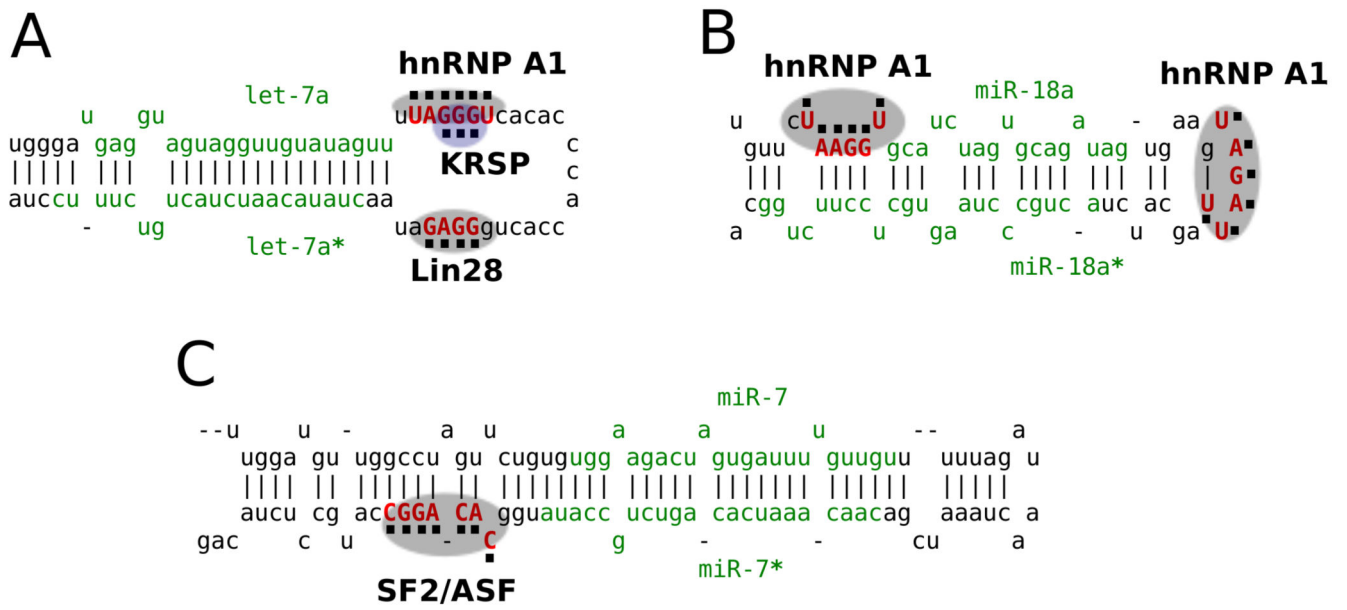 A
hnRNP A1
let-7a
u gu uUAGGGUcacac
uggga gag aguagguuguauaguu c
KRSP
||||| ||| |||||||||||||||| c
auccu uuc ucaucuaacauaucaa a
- ug uaGAGGgucacc
let-7a*
Lin28
B
hnRNP A1
hnRNP A1
miR-18a
u cU U uc u a - aa U
guu AAGG gca uag gcag uag ug g A
||| |||| ||| ||| |||| ||| || | G
cgg uucc cgu auc cguc auc ac U A
a uc u ga c - u ga U
miR-18a*
C
miR-7
--u u - a u a a u -- a
ugga gu uggccu gu cugugugg agacu gugauuu guuguu uuuag u
|||| || |||||| || |||||||| ||||| ||||||| |||||| |||||
aucu cg acCGGA CA gguauacc ucuga cacuaaa caacag aaauc a
gac c u - C g - - cu a
miR-7*
SF2/ASF